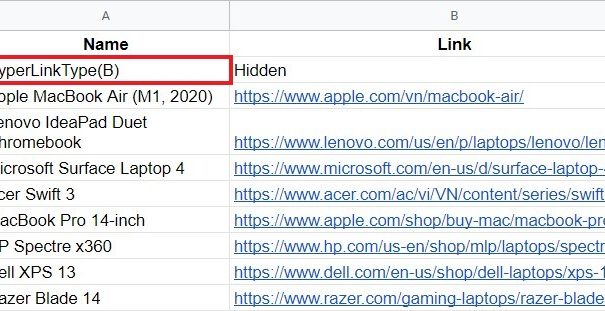 A B
Name Link
yperLinkType(B) Hidden
pple MacBook Air (M1, 2020) https://www.apple.com/vn/macbook-air/
enovo IdeaPad Duet
hromebook https://www.lenovo.com/us/en/p/laptops/lenovo/len
icrosoft Surface Laptop 4 https://www.microsoft.com/en-us/d/surface-laptop-
cer Swift 3 https://www.acer.com/ac/vi/VN/content/series/swift
acBook Pro 14-inch https://www.apple.com/shop/buy-mac/macbook-pro
P Spectre x360 https://www.hp.com/us-en/shop/mlp/laptops/spectr
ell XPS 13 https://www.dell.com/en-us/shop/dell-laptops/xps-1
azer Blade 14 https://www.razer.com/gaming-laptops/razer-blade-